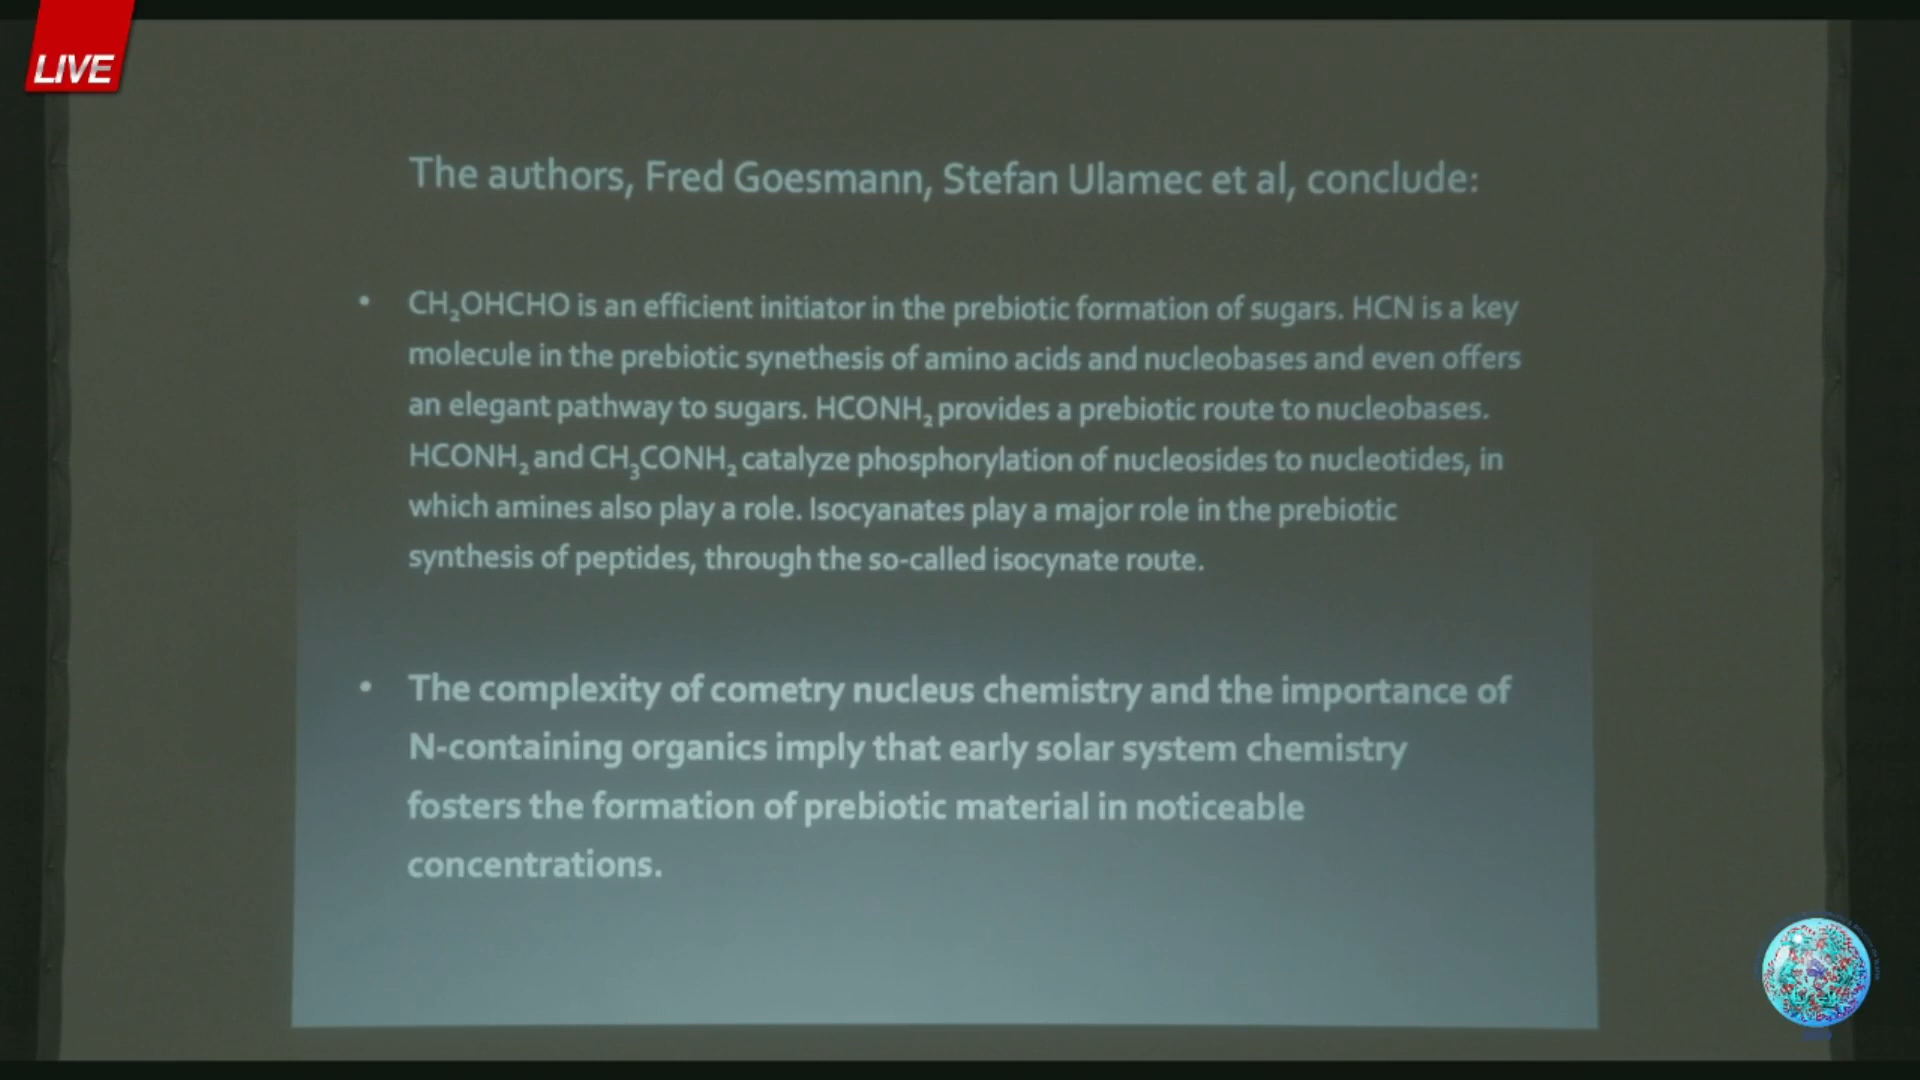 LIVE
The authors, Fred Goesmann, Stefan Ulamec et al, conclude:
• CH₂OHCHO is an efficient initiator in the prebiotic formation of sugars. HCN is a key
molecule in the prebiotic synethesis of amino acids and nucleobases and even offers
an elegant pathway to sugars. HCONH₂ provides a prebiotic route to nucleobases.
HCONH₂ and CH₃CONH₂ catalyze phosphorylation of nucleosides to nucleotides, in
which amines also play a role. Isocyanates play a major role in the prebiotic
synthesis of peptides, through the so-called isocynate route.
• The complexity of cometry nucleus chemistry and the importance of
N-containing organics imply that early solar system chemistry
fosters the formation of prebiotic material in noticeable
concentrations.